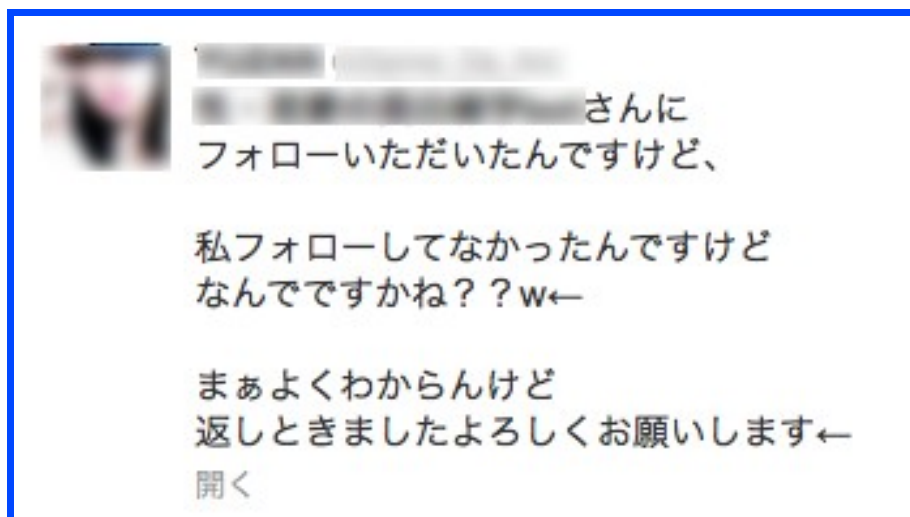 さんに
フォローいただいたんですけど、
私フォローしてなかったんですけど
なんでですかね？？w←
まぁよくわからんけど
返しときましたよろしくお願いします←
開く